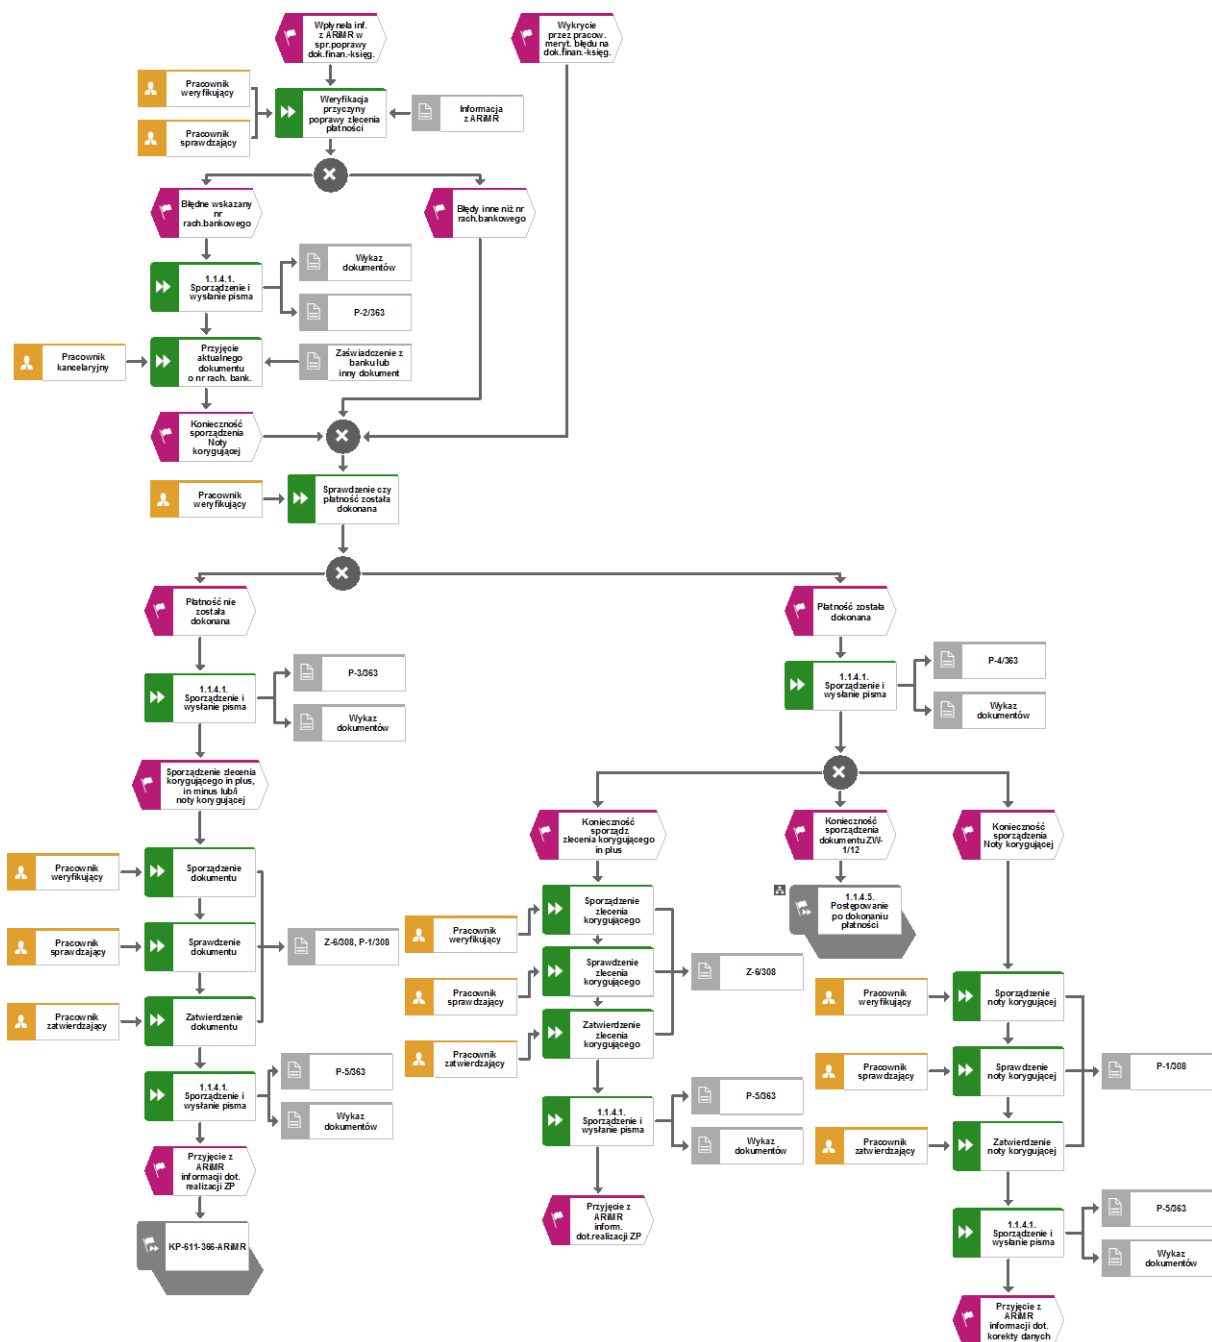 Wpłynęła inf.
z ARiMR w
spr.poprawy
dok.finan.-księg.
Wykrycie
przez pracow.
meryt. błędu na
dok.finan.-księg.
Pracownik
weryfikujący
Pracownik
sprawdzający
Weryfikacja
przyczyny
poprawy zlecenia
płatności
Informacja
z ARiMR
Błędne wskazany
nr
rach.bankowego
Błędy inne niż nr
rach.bankowego
1.1.4.1.
Sporządzenie i
wysłanie pisma
Wykaz
dokumentów
P-2/363
Pracownik
kancelaryjny
Przyjęcie
aktualnego
dokumentu
o nr rach. bank.
Zaświadczenie z
banku lub
inny dokument
Konieczność
sporządzenia
Noty
korygującej
Pracownik
weryfikujący
Sprawdzenie czy
płatność została
dokonana
Płatność nie
została
dokonana
Płatność została
dokonana
1.1.4.1.
Sporządzenie i
wysłanie pisma
P-3/363
Wykaz
dokumentów
1.1.4.1.
Sporządzenie i
wysłanie pisma
P-4/363
Wykaz
dokumentów
Sporządzenie zlecenia
korygującego in plus,
in minus lub/i
noty korygującej
Konieczność
sporządz
zlecenia korygującego
in plus
Konieczność
sporządzenia
dokumentu ZW-
1/12
Konieczność
sporządzenia
Noty korygującej
Pracownik
weryfikujący
Sporządzenie
dokumentu
Pracownik
sprawdzający
Sprawdzenie
dokumentu
Z-6/308, P-1/308
Pracownik
zatwierdzający
Zatwierdzenie
dokumentu
1.1.4.1.
Sporządzenie i
wysłanie pisma
P-5/363
Wykaz
dokumentów
Przyjęcie z
ARiMR
informacji dot.
realizacji ZP
KP-611-366-ARiMR
Pracownik
weryfikujący
Sporządzenie
zlecenia
korygującego
Pracownik
sprawdzający
Sprawdzenie
zlecenia
korygującego
Z-6/308
Pracownik
zatwierdzający
Zatwierdzenie
zlecenia
korygującego
1.1.4.1.
Sporządzenie i
wysłanie pisma
P-5/363
Wykaz
dokumentów
Przyjęcie z
ARiMR
inform.
dot.realizacji ZP
1.1.4.5.
Postępowanie
po dokonaniu
płatności
Pracownik
weryfikujący
Sporządzenie
noty korygującej
Pracownik
sprawdzający
Sprawdzenie
noty korygującej
P-1/308
Pracownik
zatwierdzający
Zatwierdzenie
noty korygującej
1.1.4.1.
Sporządzenie i
wysłanie pisma
P-5/363
Wykaz
dokumentów
Przyjęcie z
ARiMR
informacji dot.
korekty danych